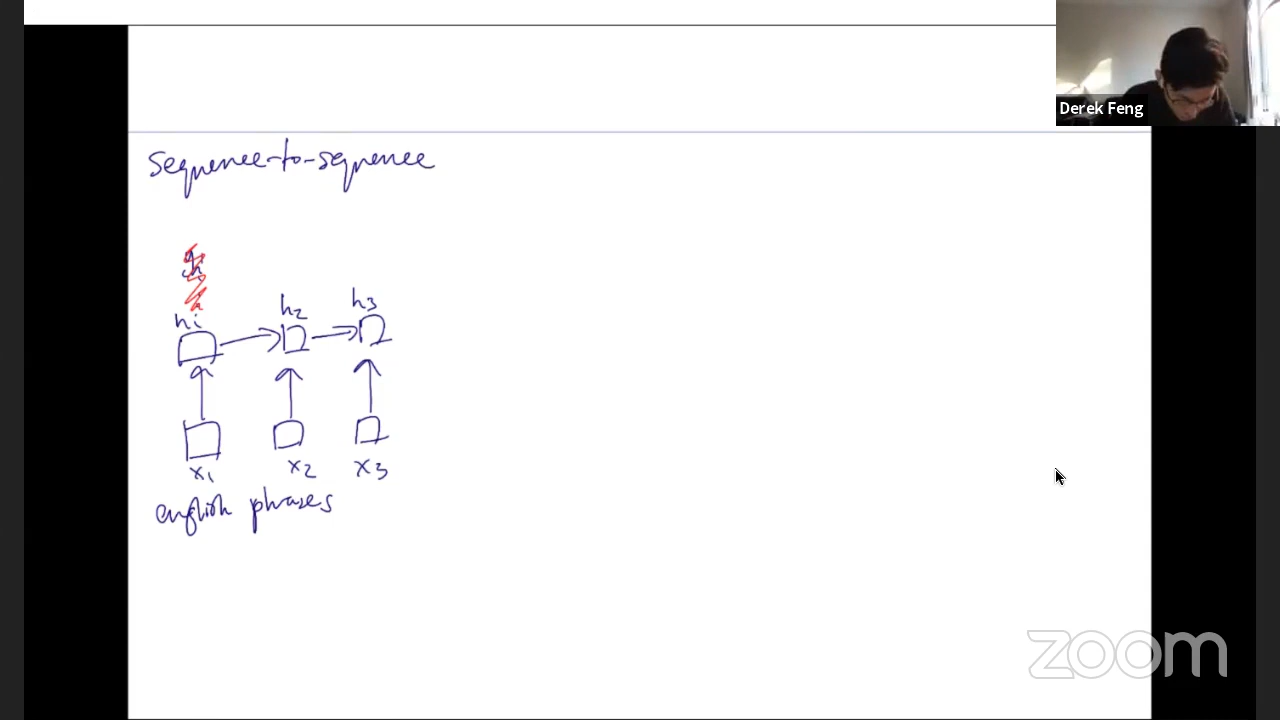 Derek Feng
sequence-to-sequence
h1 h2 h3
x1 x2 x3
english phrases
zoom